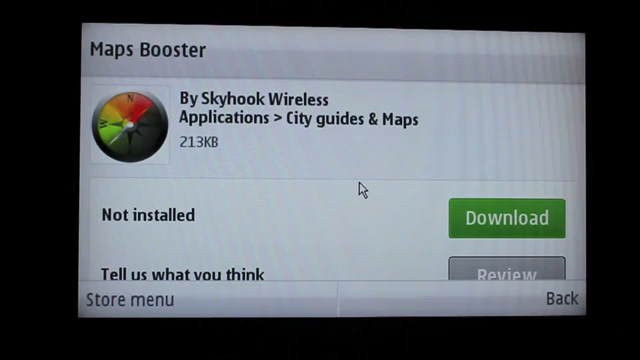 Maps Booster
By Skyhook Wireless
Applications > City guides & Maps
213KB
N
W
Not installed
Download
Tell us what you think
Review
Store menu
Back